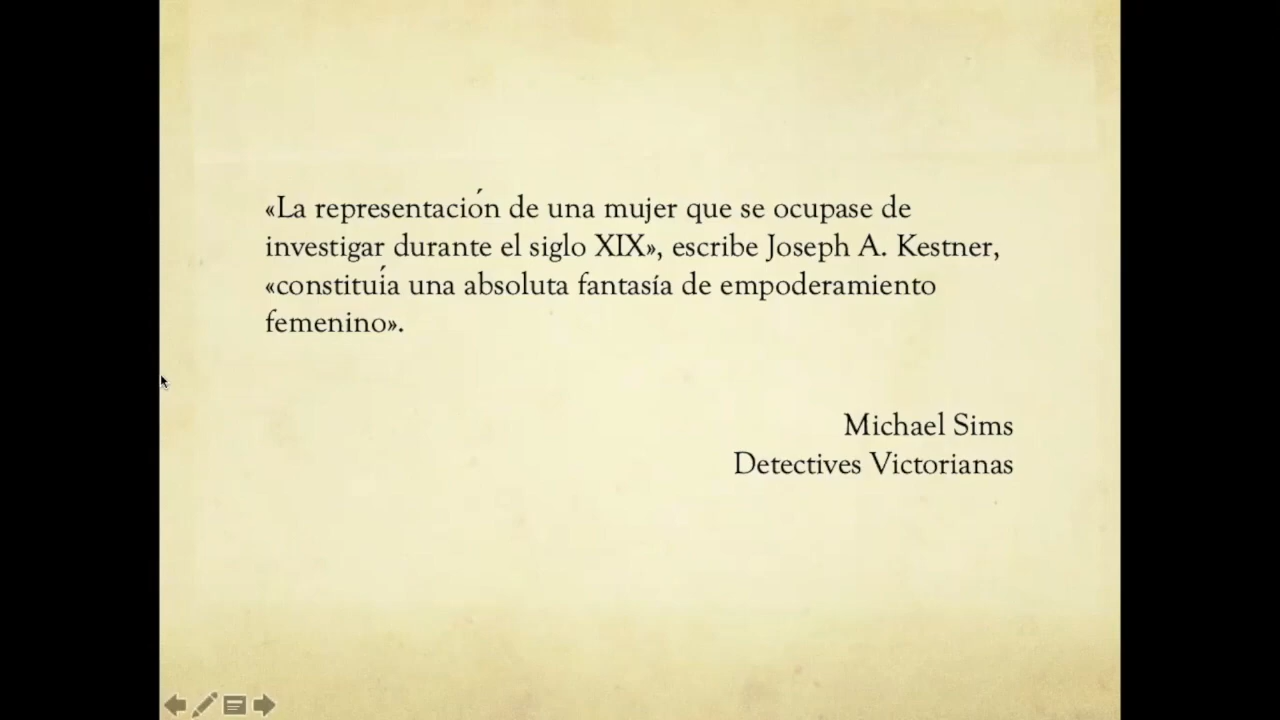 «La representación de una mujer que se ocupase de
investigar durante el siglo XIX», escribe Joseph A. Kestner,
«constituía una absoluta fantasía de empoderamiento
femenino».
Michael Sims
Detectives Victorianas